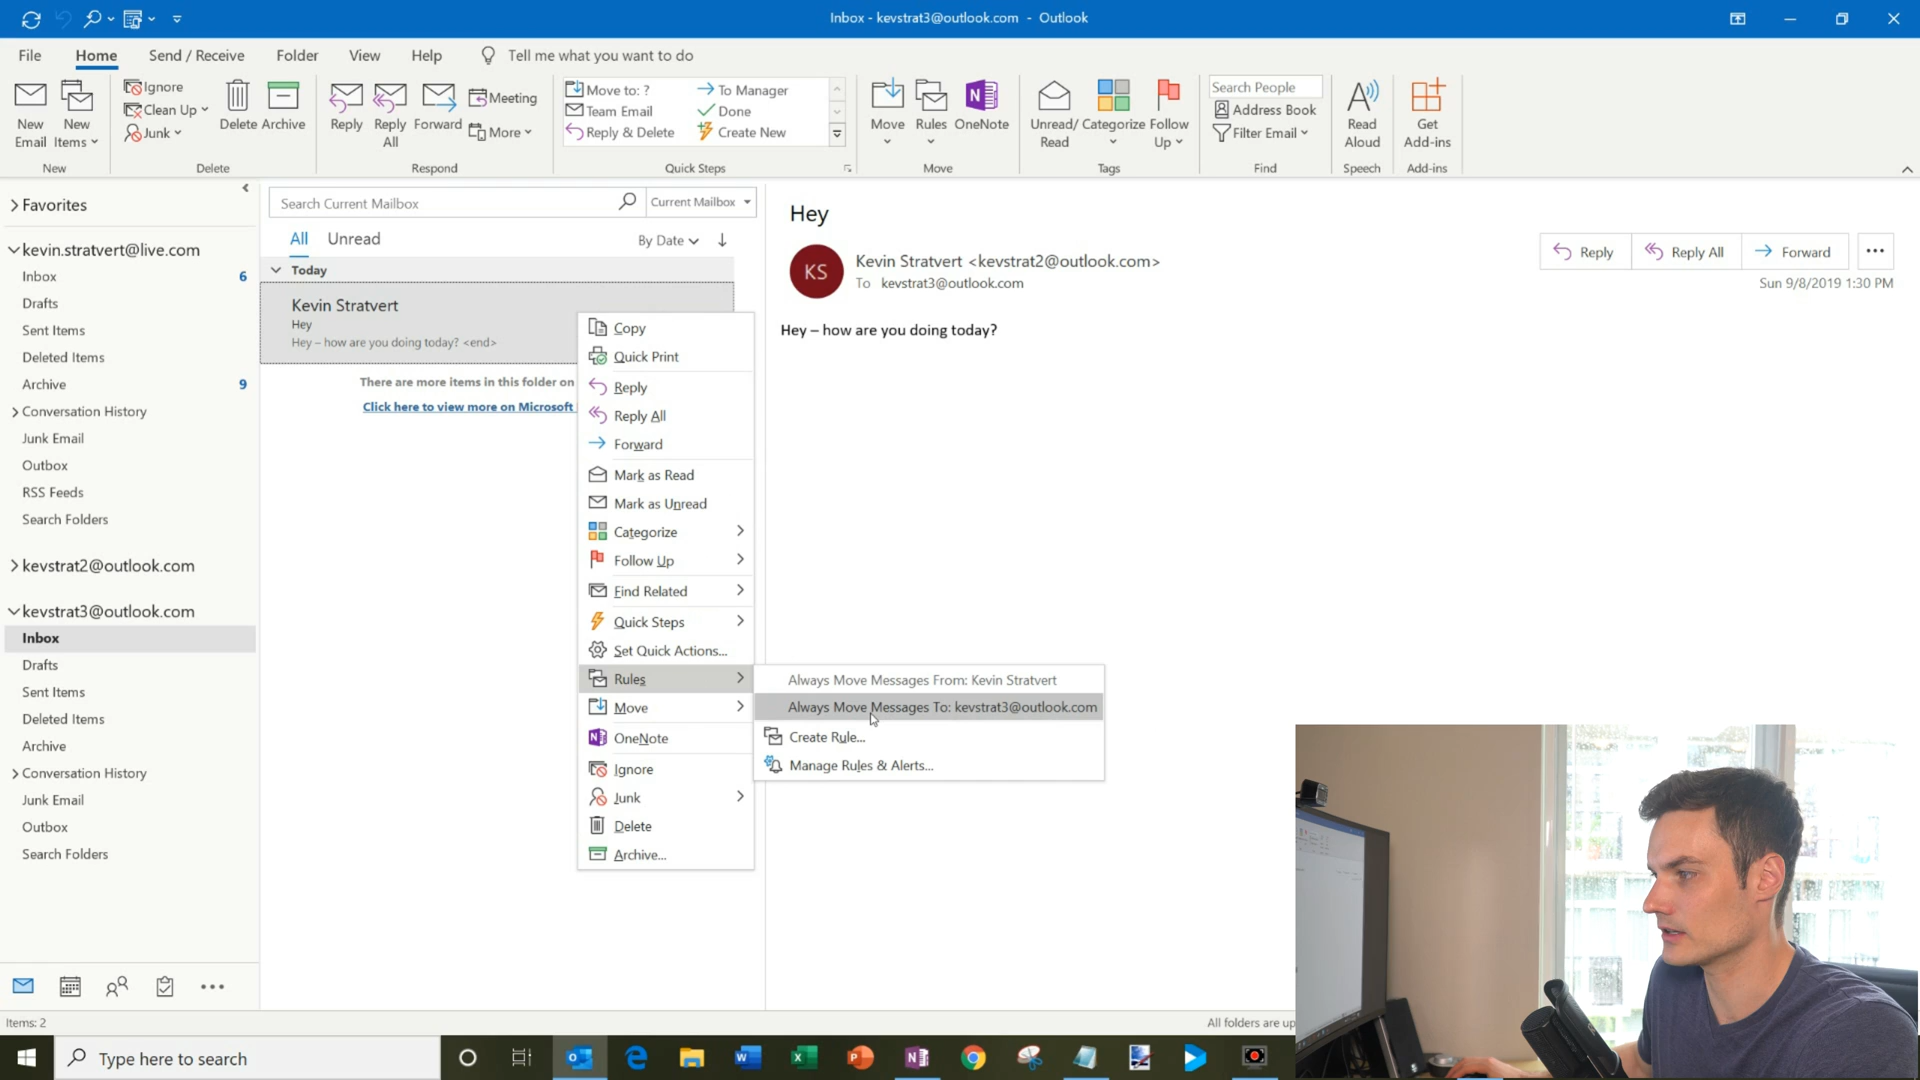 Inbox - kevstrat3@outlook.com - Outlook
File Home Send / Receive Folder View Help Tell me what you want to do
New Email
New Items
Ignore
Clean Up
Junk
Delete
Archive
Reply
Reply All
Forward
Meeting
More
Move to: ?
Team Email
Reply & Delete
To Manager
Done
Create New
Move
Rules
OneNote
Unread/ Read
Categorize
Follow Up
Search People
Address Book
Filter Email
Read Aloud
Get Add-ins
New Delete Respond Quick Steps Move Tags Find Speech Add-ins
Favorites
kevin.stratvert@live.com
Inbox 6
Drafts
Sent Items
Deleted Items
Archive 9
Conversation History
Junk Email
Outbox
RSS Feeds
Search Folders
kevstrat2@outlook.com
kevstrat3@outlook.com
Inbox
Drafts
Sent Items
Deleted Items
Archive
Conversation History
Junk Email
Outbox
Search Folders
Items: 2
Search Current Mailbox Current Mailbox
All Unread By Date
Today
Kevin Stratvert
Hey
Hey – how are you doing today? <end>
There are more items in this folder on
Click here to view more on Microsoft
Copy
Quick Print
Reply
Reply All
Forward
Mark as Read
Mark as Unread
Categorize
Follow Up
Find Related
Quick Steps
Set Quick Actions...
Rules
Move
OneNote
Ignore
Junk
Delete
Archive...
Always Move Messages From: Kevin Stratvert
Always Move Messages To: kevstrat3@outlook.com
Create Rule...
Manage Rules & Alerts...
Hey
KS
Kevin Stratvert <kevstrat2@outlook.com>
To kevstrat3@outlook.com
Reply Reply All Forward
Sun 9/8/2019 1:30 PM
Hey – how are you doing today?
All folders are up
Type here to search